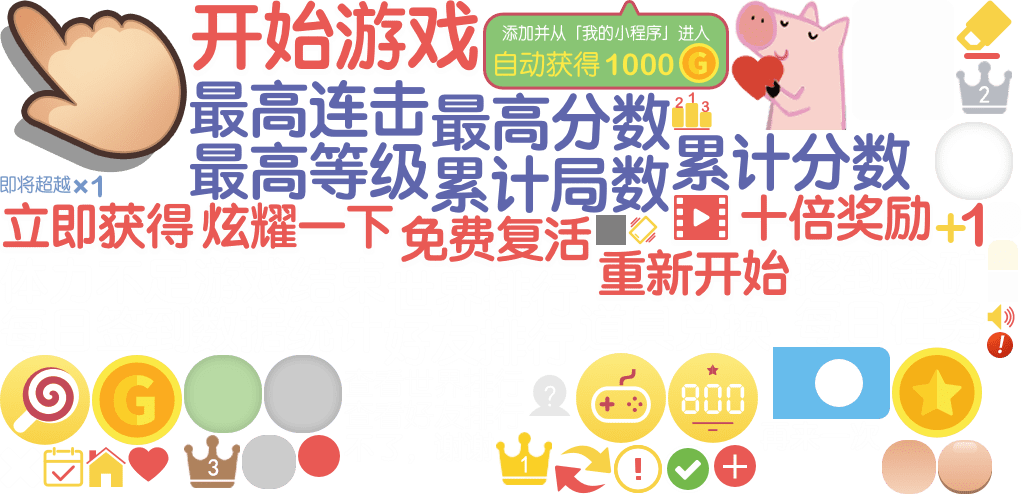 开始游戏
添加并从「我的小程序」进入
自动获得 1000 G
2
最高连击
最高分数
2 1 3
最高等级
累计局数
累计分数
即将超越×1
立即获得
炫耀一下
免费复活
十倍奖励
+1
重新开始
!
G
?
800
3
1
!